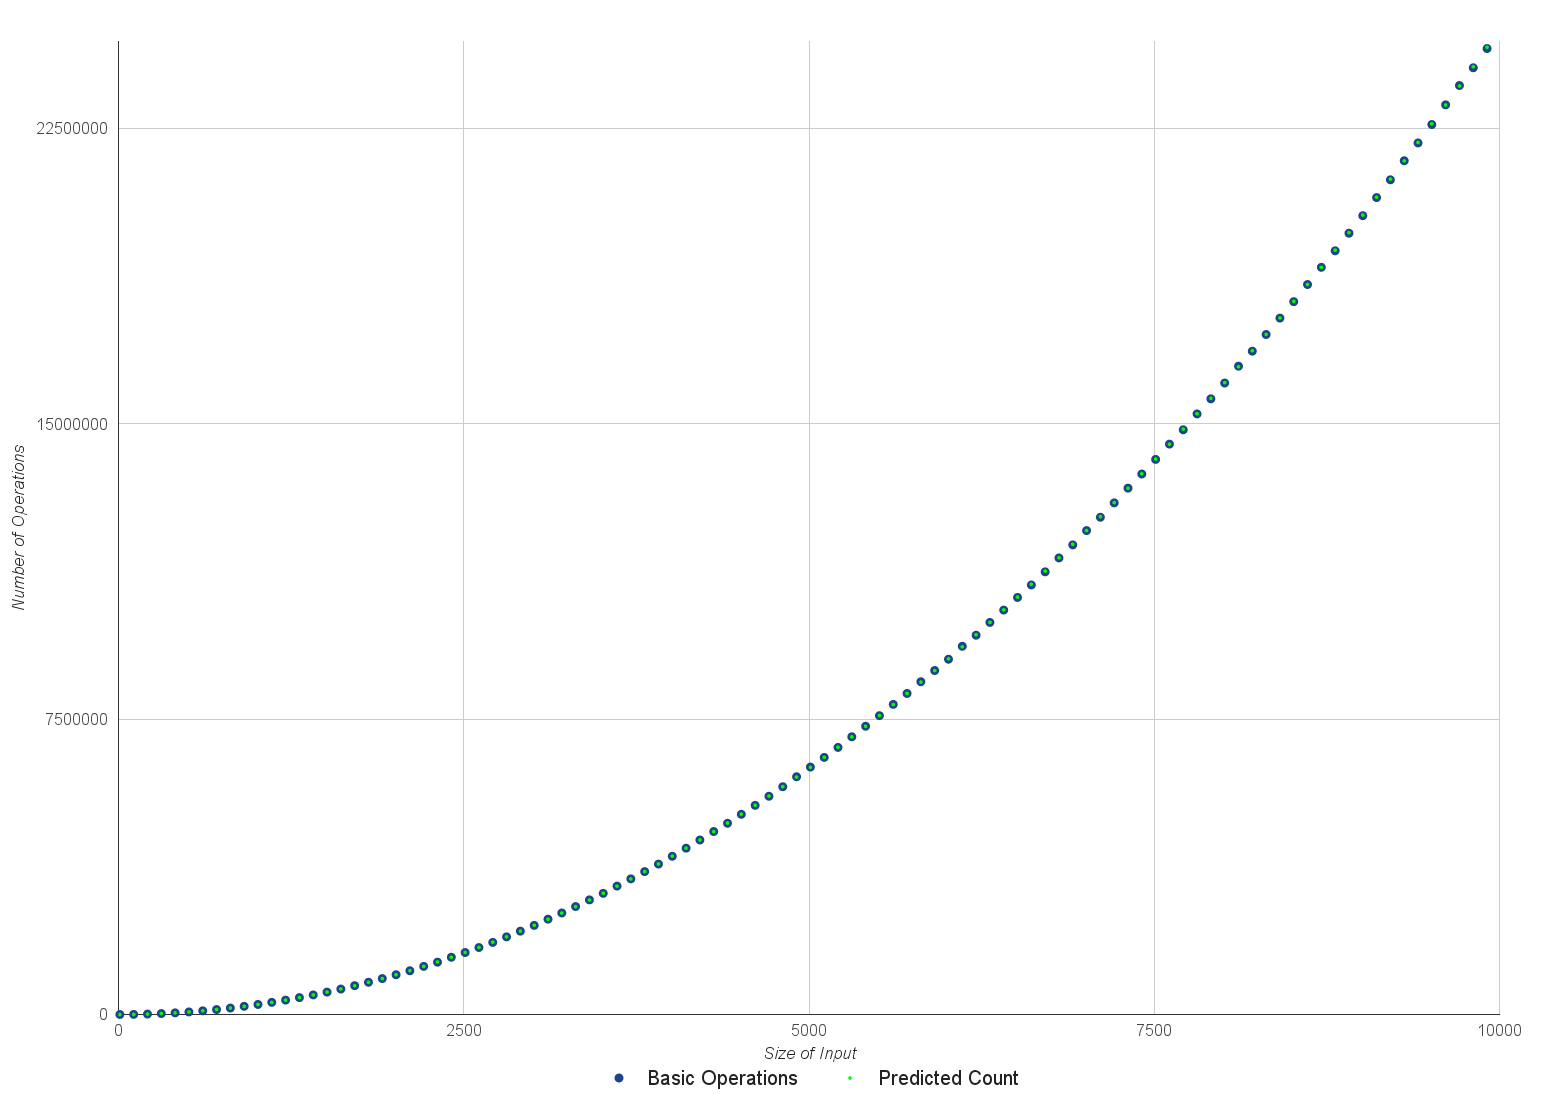 22500000
15000000
7500000
0
Number of Operations
0 2500 5000 7500 10000
Size of Input
Basic Operations Predicted Count